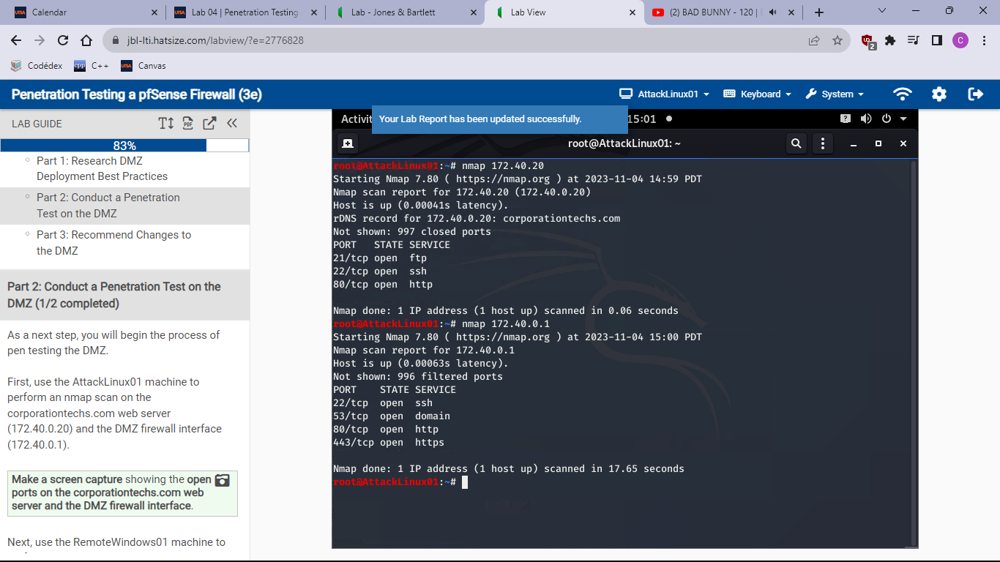 Calendar
Lab 04 | Penetration Testing
Lab - Jones & Bartlett
Lab View
(2) BAD BUNNY - 120 |
jbl-lti.hatsize.com/labview/?e=2776828
2
C
Codédex
cpp
C++
UTSA
Canvas
Penetration Testing a pfSense Firewall (3e)
AttackLinux01
Keyboard
System
LAB GUIDE
PDF
83%
Part 1: Research DMZ
Deployment Best Practices
Part 2: Conduct a Penetration
Test on the DMZ
Part 3: Recommend Changes to
the DMZ
Part 2: Conduct a Penetration Test on the
DMZ (1/2 completed)
As a next step, you will begin the process of
pen testing the DMZ.
First, use the AttackLinux01 machine to
perform an nmap scan on the
corporationtechs.com web server
(172.40.0.20) and the DMZ firewall interface
(172.40.0.1).
Make a screen capture showing the open
ports on the corporationtechs.com web
server and the DMZ firewall interface.
Next, use the RemoteWindows01 machine to
Activit
Your Lab Report has been updated successfully.
15:01
root@AttackLinux01: ~
root@AttackLinux01:~# nmap 172.40.20
Starting Nmap 7.80 ( https://nmap.org ) at 2023-11-04 14:59 PDT
Nmap scan report for 172.40.20 (172.40.0.20)
Host is up (0.00041s latency).
rDNS record for 172.40.0.20: corporationtechs.com
Not shown: 997 closed ports
PORT STATE SERVICE
21/tcp open ftp
22/tcp open ssh
80/tcp open http
Nmap done: 1 IP address (1 host up) scanned in 0.06 seconds
root@AttackLinux01:~# nmap 172.40.0.1
Starting Nmap 7.80 ( https://nmap.org ) at 2023-11-04 15:00 PDT
Nmap scan report for 172.40.0.1
Host is up (0.00063s latency).
Not shown: 996 filtered ports
PORT STATE SERVICE
22/tcp open ssh
53/tcp open domain
80/tcp open http
443/tcp open https
Nmap done: 1 IP address (1 host up) scanned in 17.65 seconds
root@AttackLinux01:~#